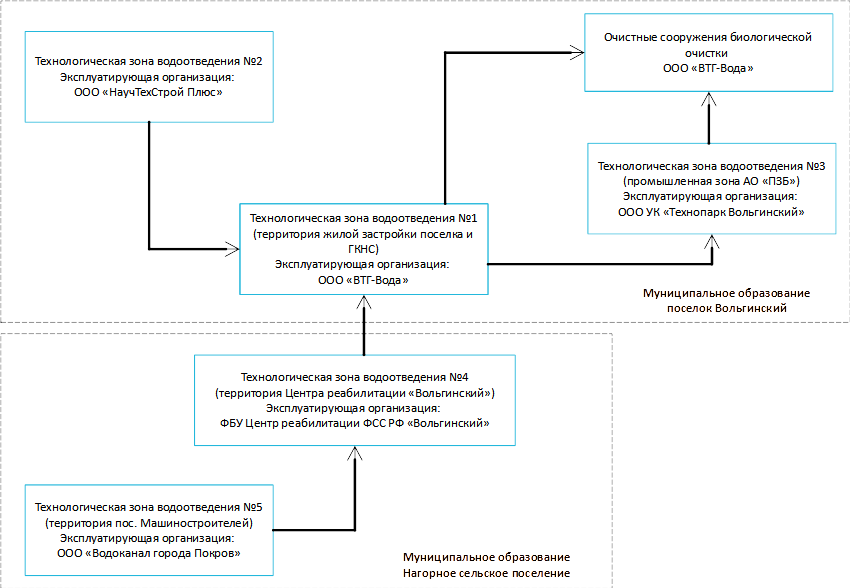 Технологическая зона водоотведения №2
Эксплуатирующая организация:
ООО «НаучТехСтрой Плюс»
Очистные сооружения биологической
очистки
ООО «ВТГ-Вода»
Технологическая зона водоотведения №3
(промышленная зона АО «ПЗБ»)
Эксплуатирующая организация:
ООО УК «Технопарк Вольгинский»
Технологическая зона водоотведения №1
(территория жилой застройки поселка и
ГКНС)
Эксплуатирующая организация:
ООО «ВТГ-Вода»
Муниципальное образование
поселок Вольгинский
Технологическая зона водоотведения №4
(территория Центра реабилитации «Вольгинский»)
Эксплуатирующая организация:
ФБУ Центр реабилитации ФСС РФ «Вольгинский»
Технологическая зона водоотведения №5
(территория пос. Машиностроителей)
Эксплуатирующая организация:
ООО «Водоканал города Покров»
Муниципальное образование
Нагорное сельское поселение